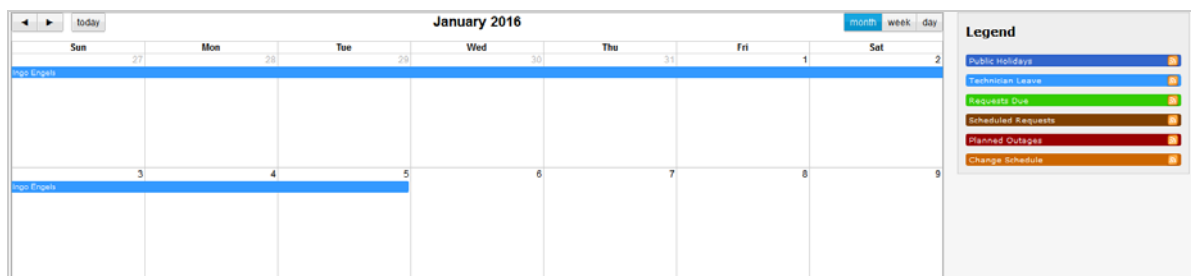 ◄ ► today January 2016 month week day
Sun Mon Tue Wed Thu Fri Sat
27 28 29 30 31 1 2
Ingo Engels
3 4 5 6 7 8 9
Ingo Engels
Legend
Public Holidays
Technician Leave
Requests Due
Scheduled Requests
Planned Outages
Change Schedule